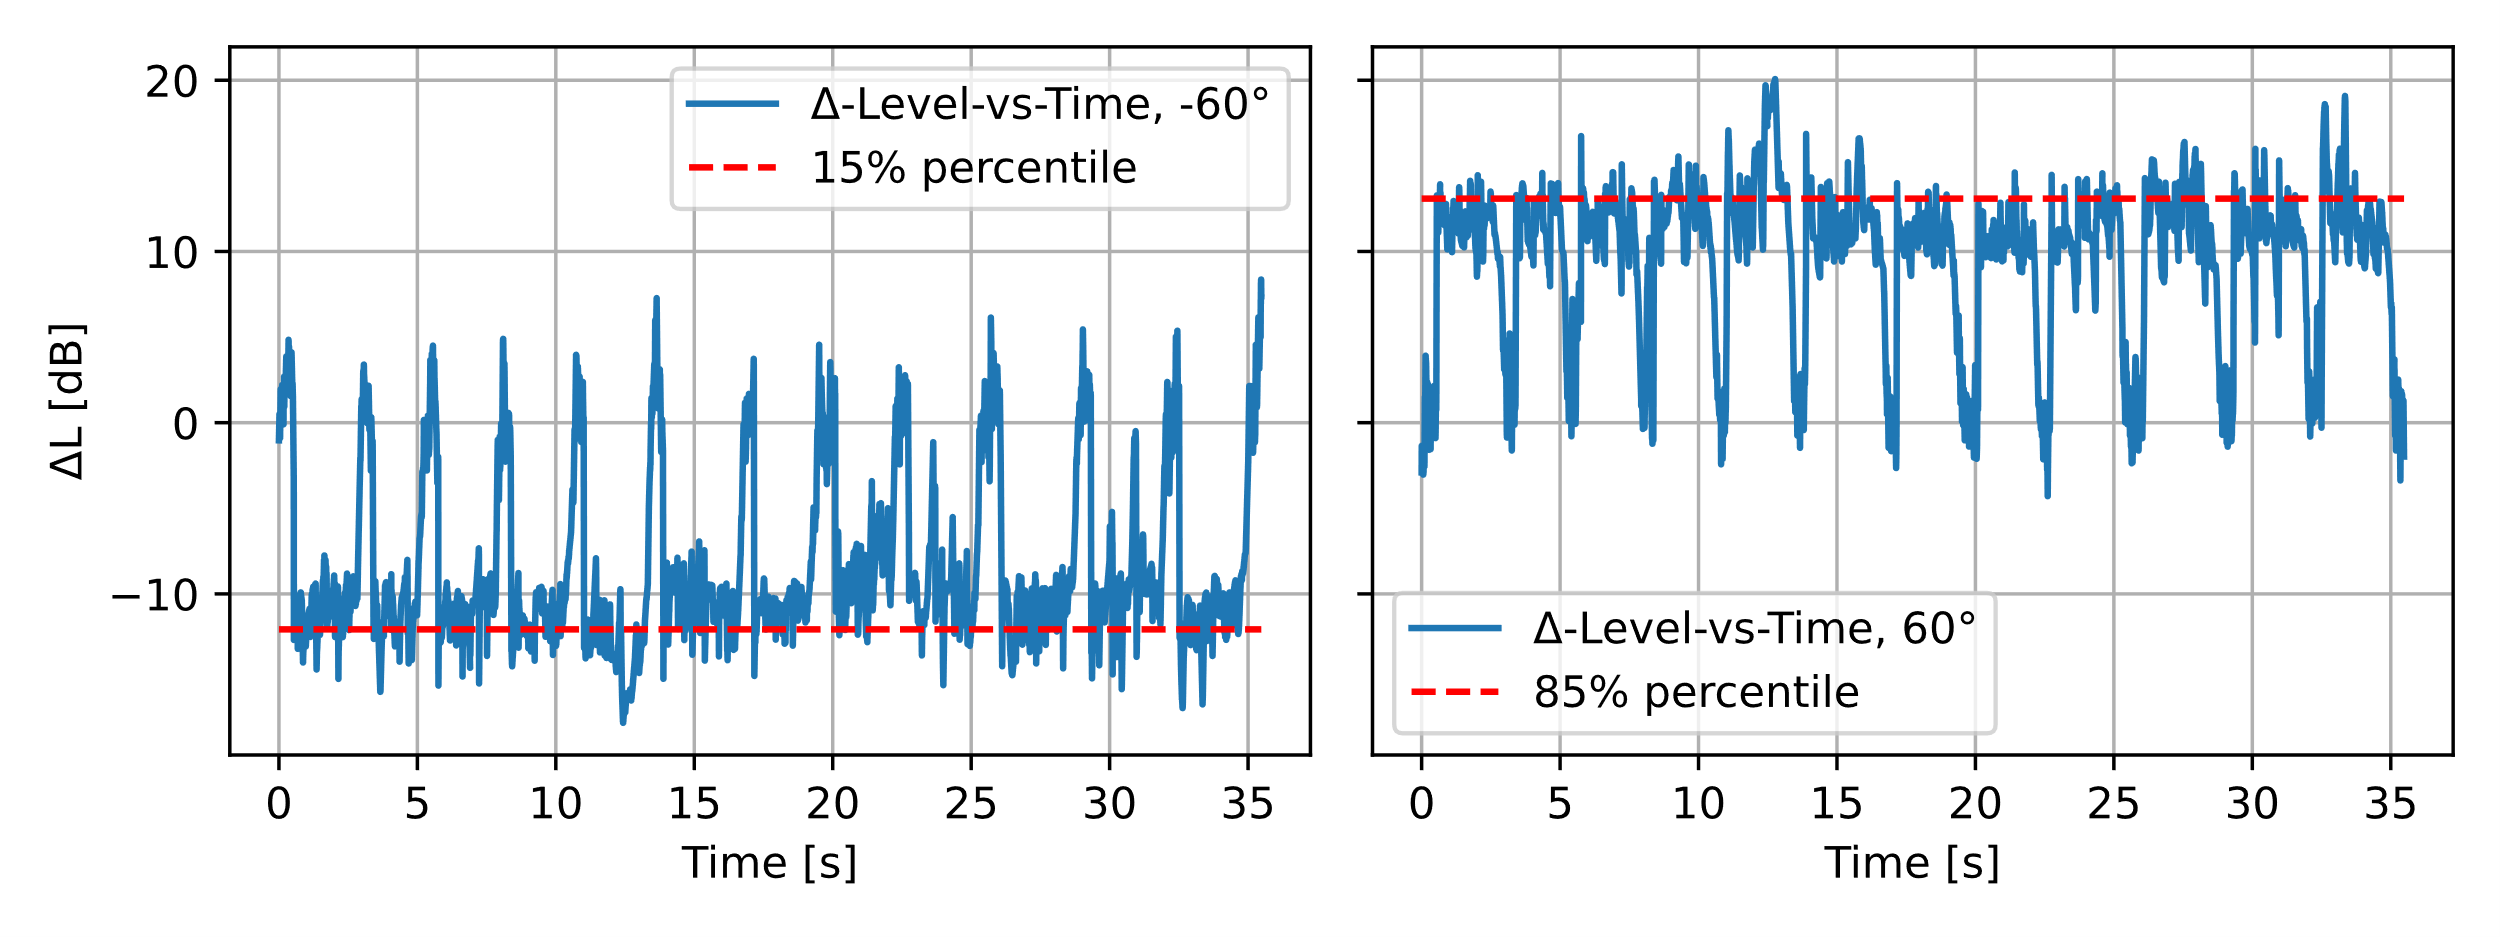 ΔL [dB]
20
10
0
−10
Δ-Level-vs-Time, -60°
15% percentile
0 5 10 15 20 25 30 35
Time [s]
Δ-Level-vs-Time, 60°
85% percentile
0 5 10 15 20 25 30 35
Time [s]